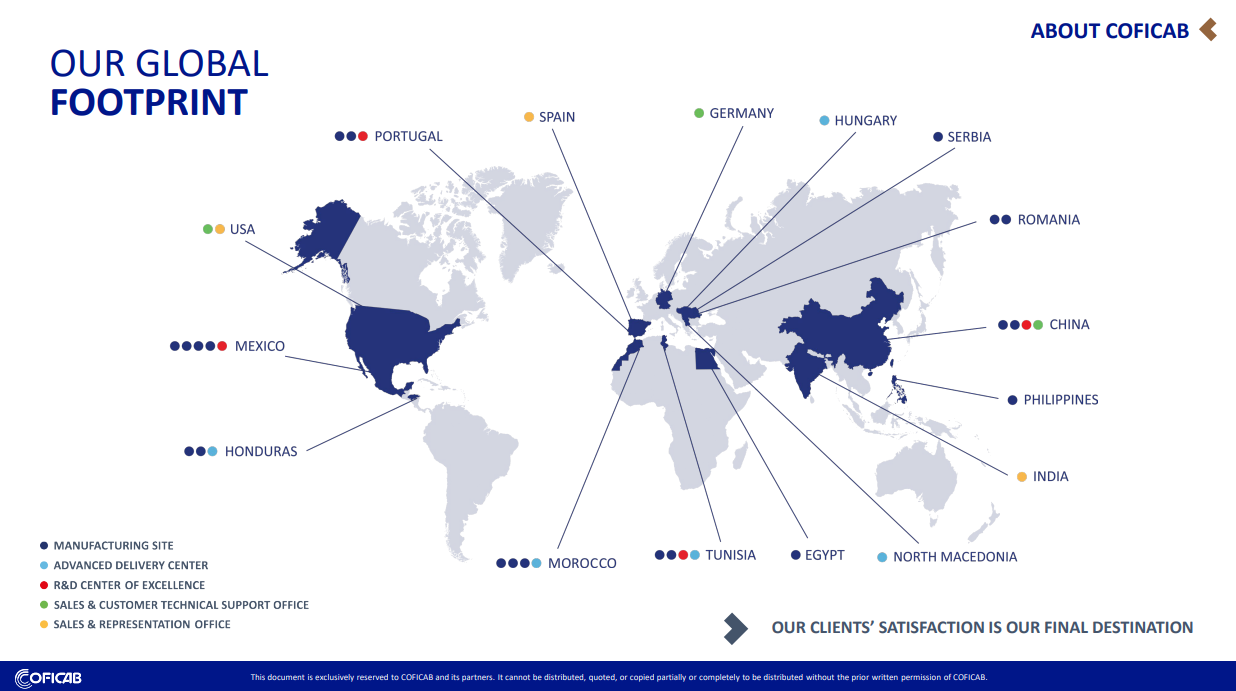 ABOUT COFICAB
OUR GLOBAL
FOOTPRINT
SPAIN
GERMANY
HUNGARY
PORTUGAL
SERBIA
ROMANIA
USA
CHINA
MEXICO
PHILIPPINES
HONDURAS
INDIA
MOROCCO
TUNISIA
EGYPT
NORTH MACEDONIA
MANUFACTURING SITE
ADVANCED DELIVERY CENTER
R&D CENTER OF EXCELLENCE
SALES & CUSTOMER TECHNICAL SUPPORT OFFICE
SALES & REPRESENTATION OFFICE
OUR CLIENTS’ SATISFACTION IS OUR FINAL DESTINATION
COFICAB
This document is exclusively reserved to COFICAB and its partners. It cannot be distributed, quoted, or copied partially or completely to be distributed without the prior written permission of COFICAB.